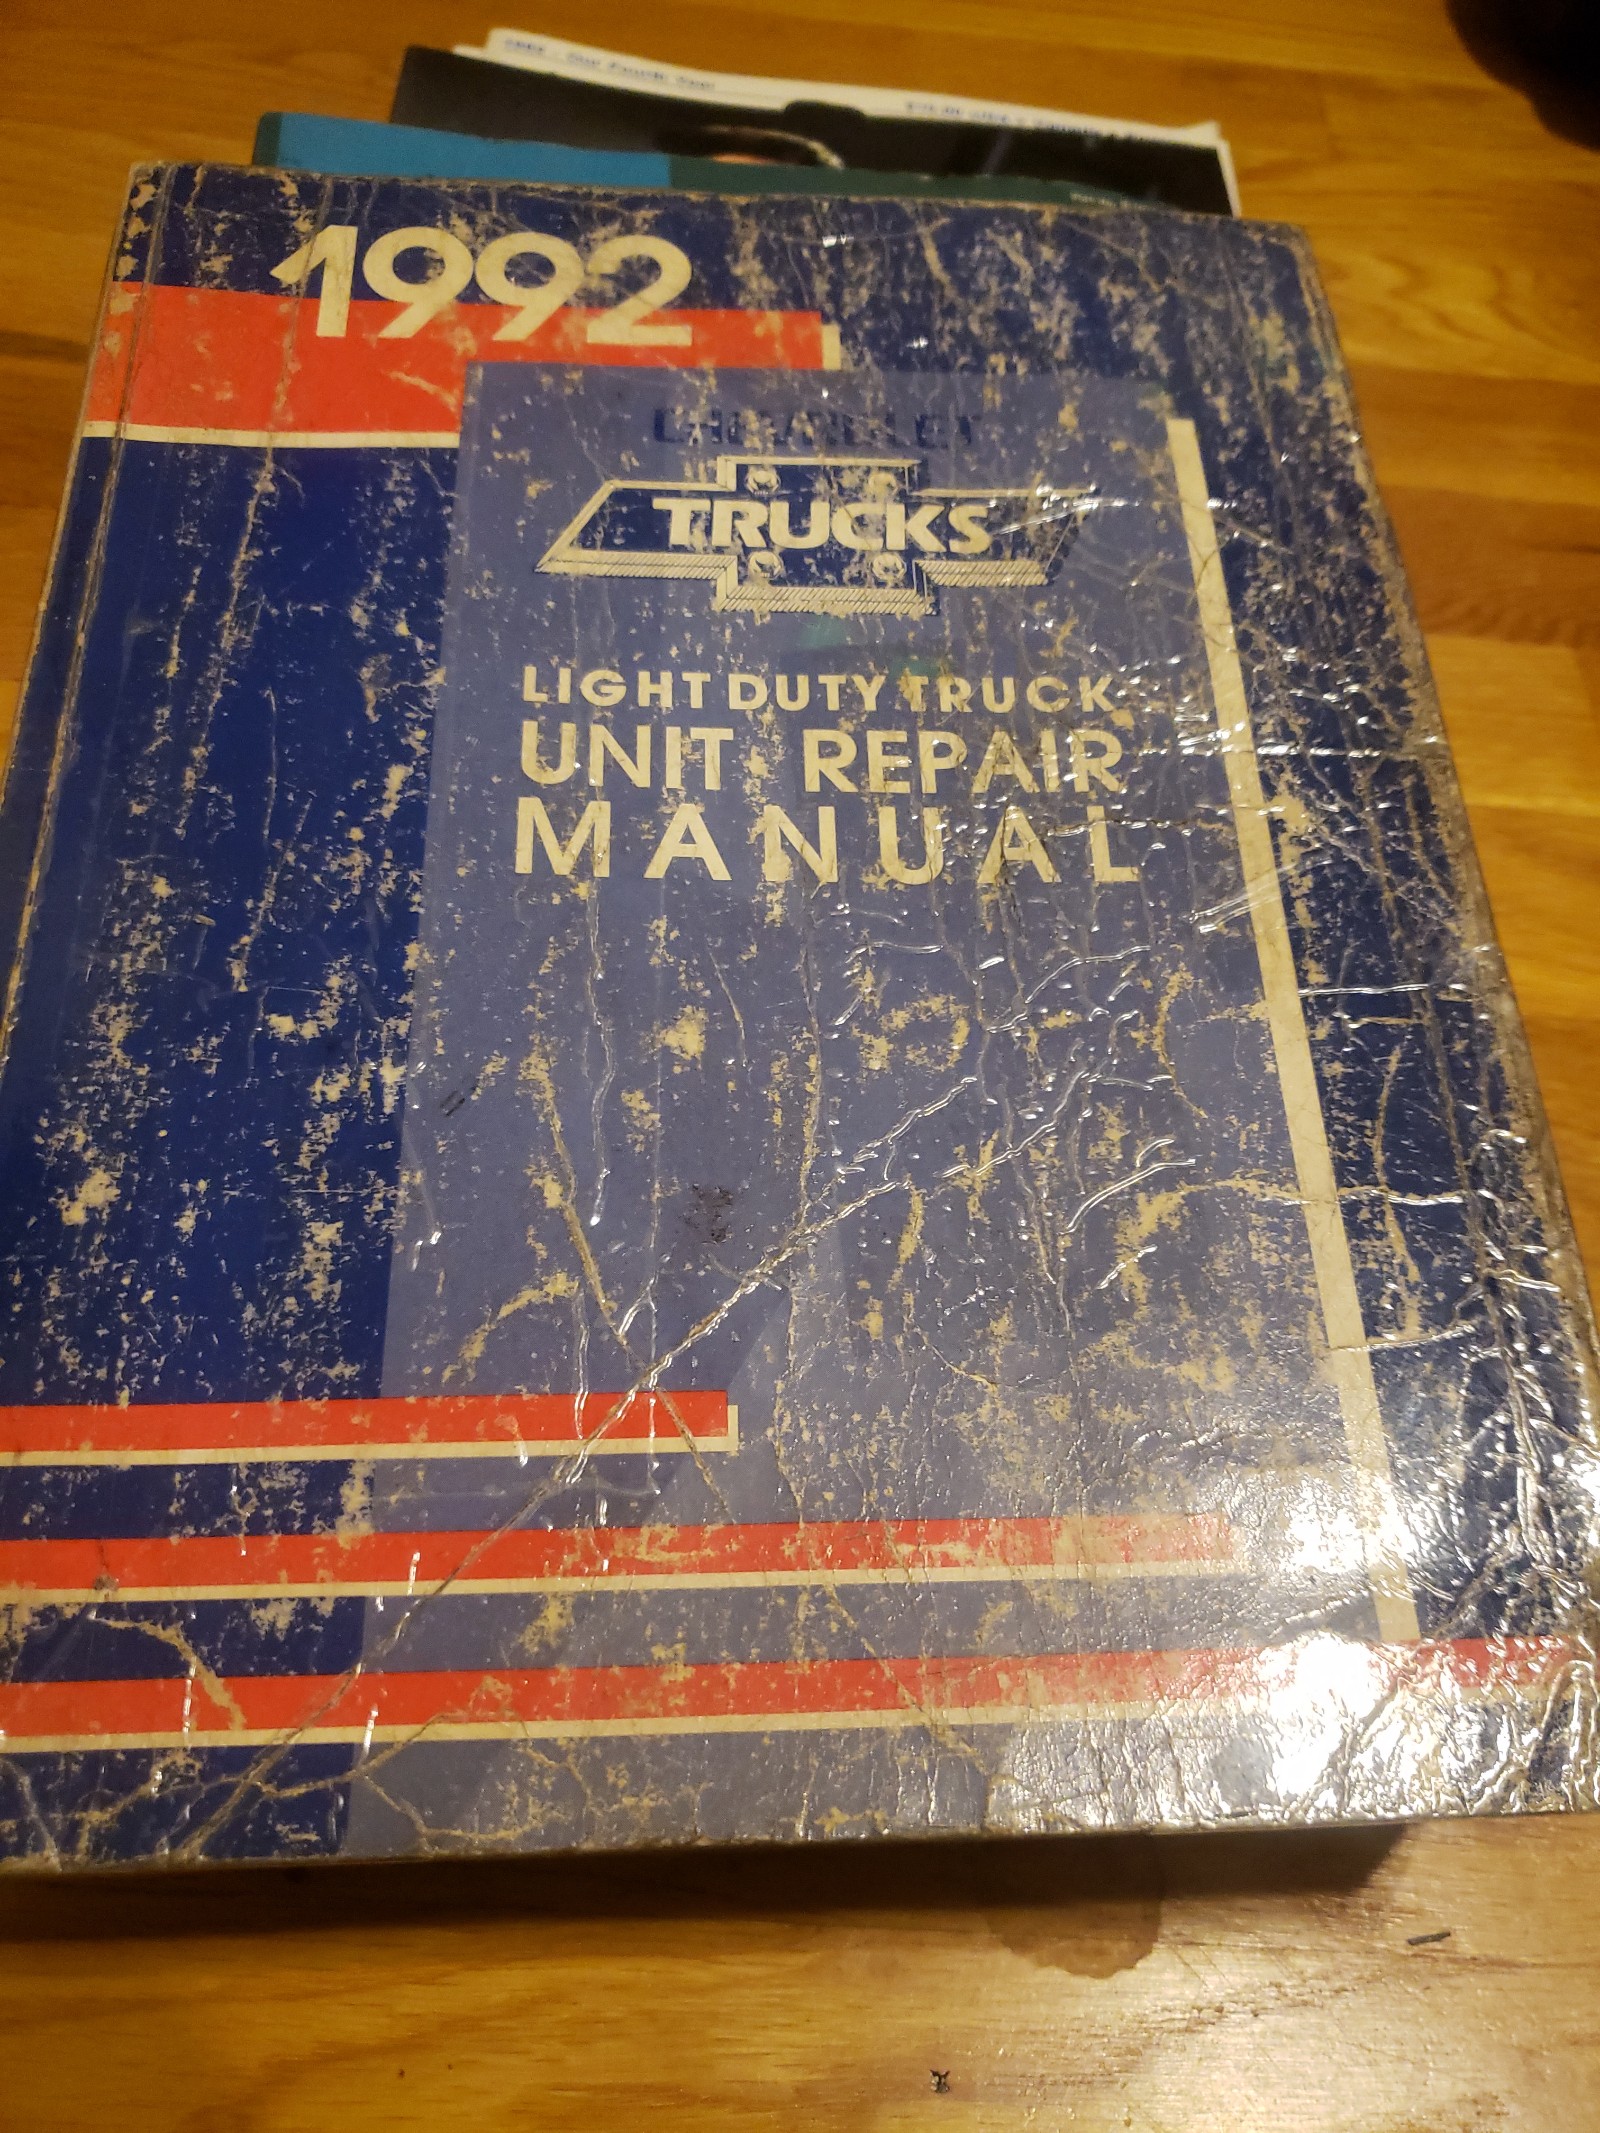 1992
CHEVROLET
TRUCKS
LIGHT DUTY TRUCK
UNIT REPAIR
MANUAL